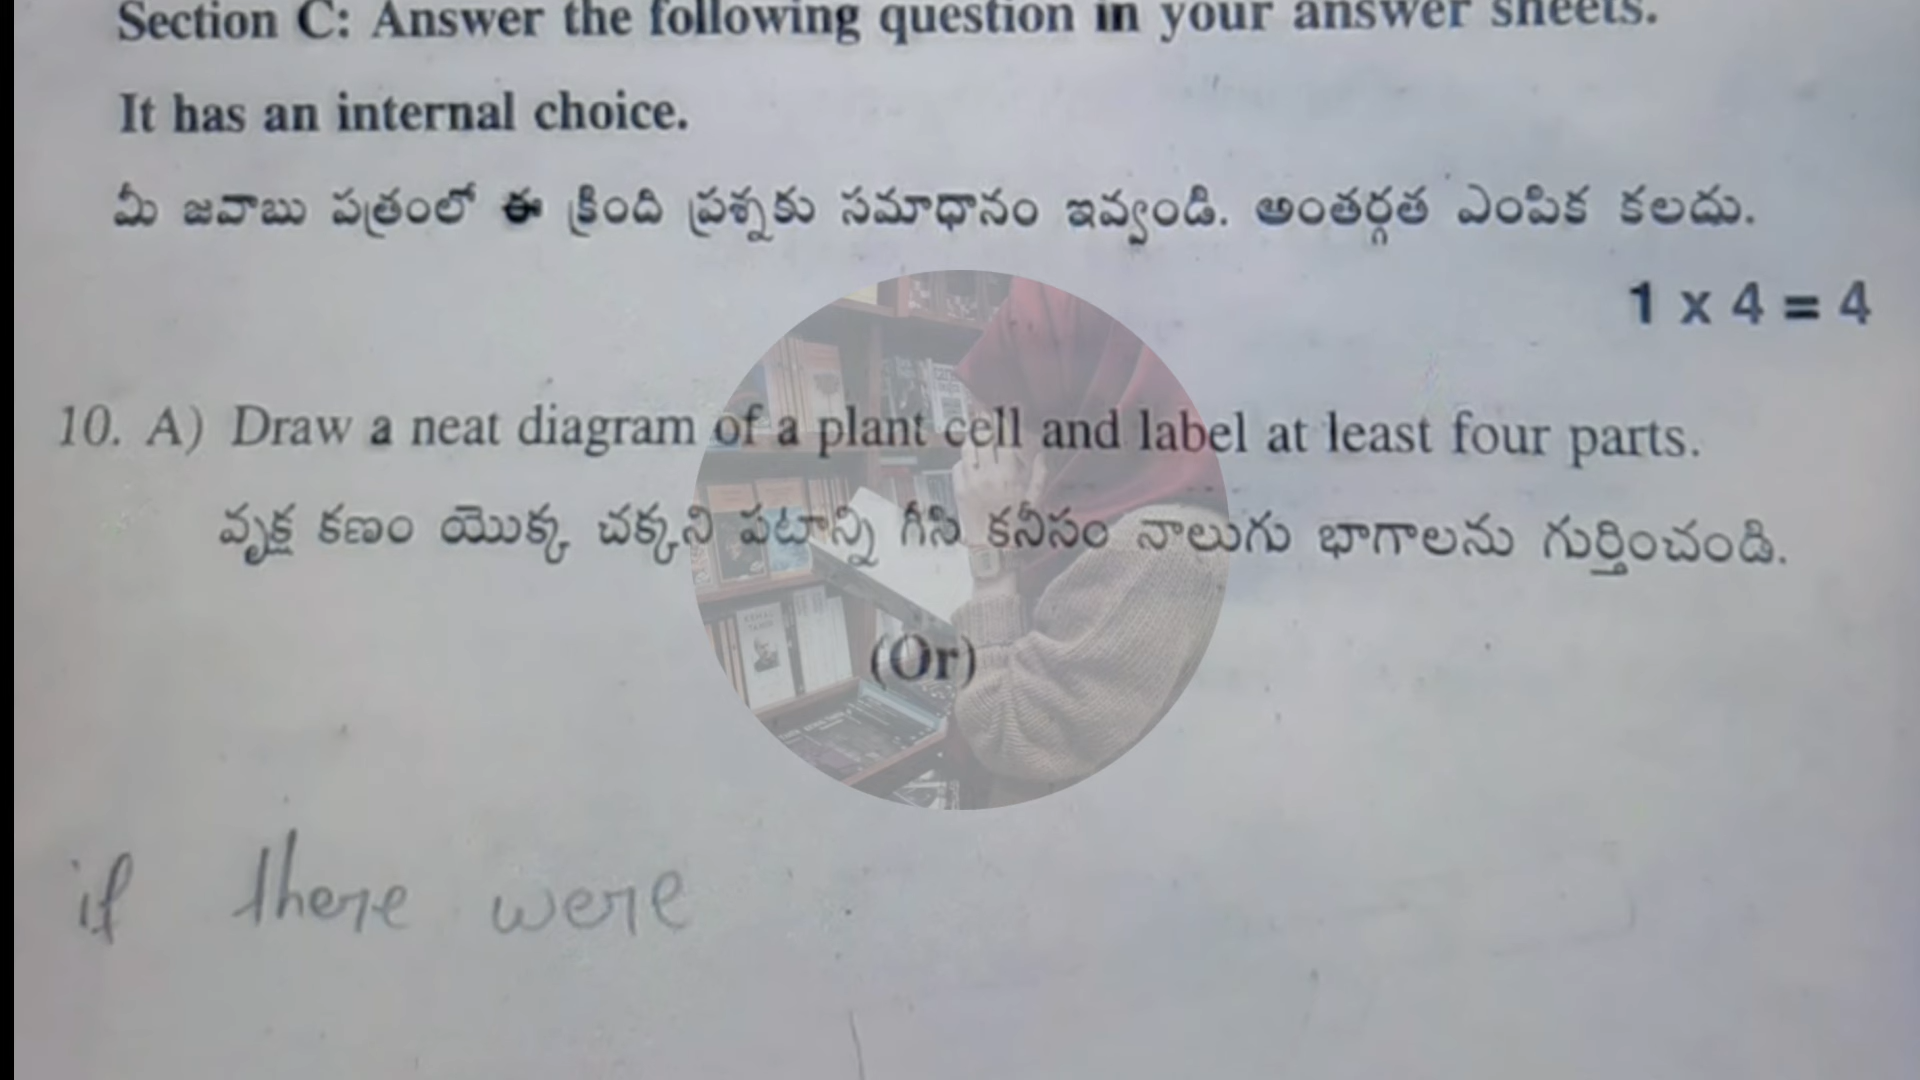 Section C: Answer the following question in your answer sheets.
It has an internal choice.
మీ జవాబు పత్రంలో ఈ క్రింది ప్రశ్నకు సమాధానం ఇవ్వండి. అంతర్గత ఎంపిక కలదు.
1 x 4 = 4
10. A) Draw a neat diagram of a plant cell and label at least four parts.
వృక్ష కణం యొక్క చక్కని పటాన్ని గీసి కనీసం నాలుగు భాగాలను గుర్తించండి.
(Or)
if there were